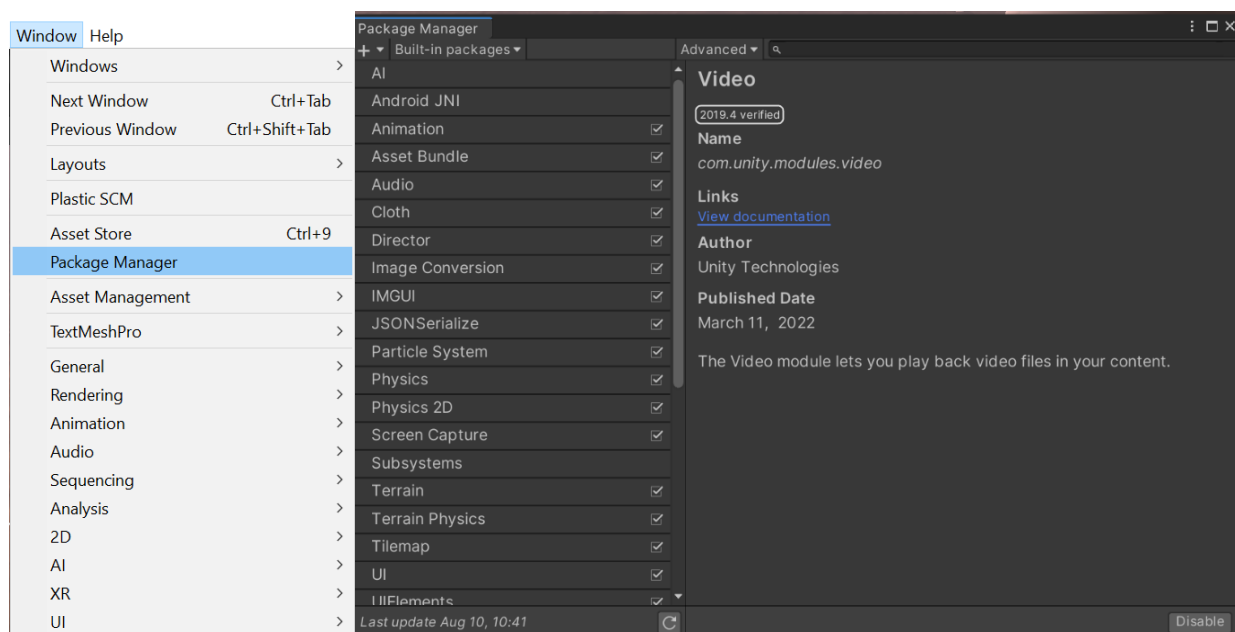 Window Help
Windows
Next Window Ctrl+Tab
Previous Window Ctrl+Shift+Tab
Layouts
Plastic SCM
Asset Store Ctrl+9
Package Manager
Asset Management
TextMeshPro
General
Rendering
Animation
Audio
Sequencing
Analysis
2D
AI
XR
UI
Package Manager
Built-in packages
Advanced
AI
Android JNI
Animation
Asset Bundle
Audio
Cloth
Director
Image Conversion
IMGUI
JSONSerialize
Particle System
Physics
Physics 2D
Screen Capture
Subsystems
Terrain
Terrain Physics
Tilemap
UI
UIElements
Last update Aug 10, 10:41
Video
2019.4 verified
Name
com.unity.modules.video
Links
View documentation
Author
Unity Technologies
Published Date
March 11, 2022
The Video module lets you play back video files in your content.
Disable